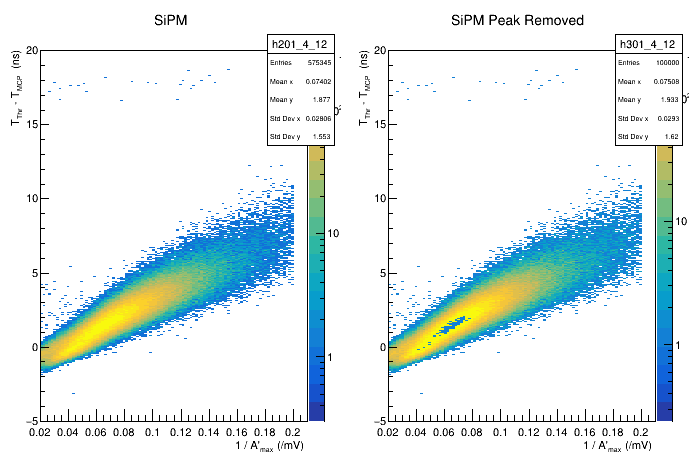 SiPM
SiPM Peak Removed
h201_4_12
Entries 575345
Mean x 0.07402
Mean y 1.877
Std Dev x 0.02806
Std Dev y 1.553
h301_4_12
Entries 100000
Mean x 0.07508
Mean y 1.933
Std Dev x 0.0293
Std Dev y 1.62
T_Thr - T_MCP (ns)
20
15
10
5
0
−5
0.02 0.04 0.06 0.08 0.1 0.12 0.14 0.16 0.18 0.2
1 / A'_max (/mV)
10
1
T_Thr - T_MCP (ns)
20
15
10
5
0
−5
0.02 0.04 0.06 0.08 0.1 0.12 0.14 0.16 0.18 0.2
1 / A'_max (/mV)
10
1